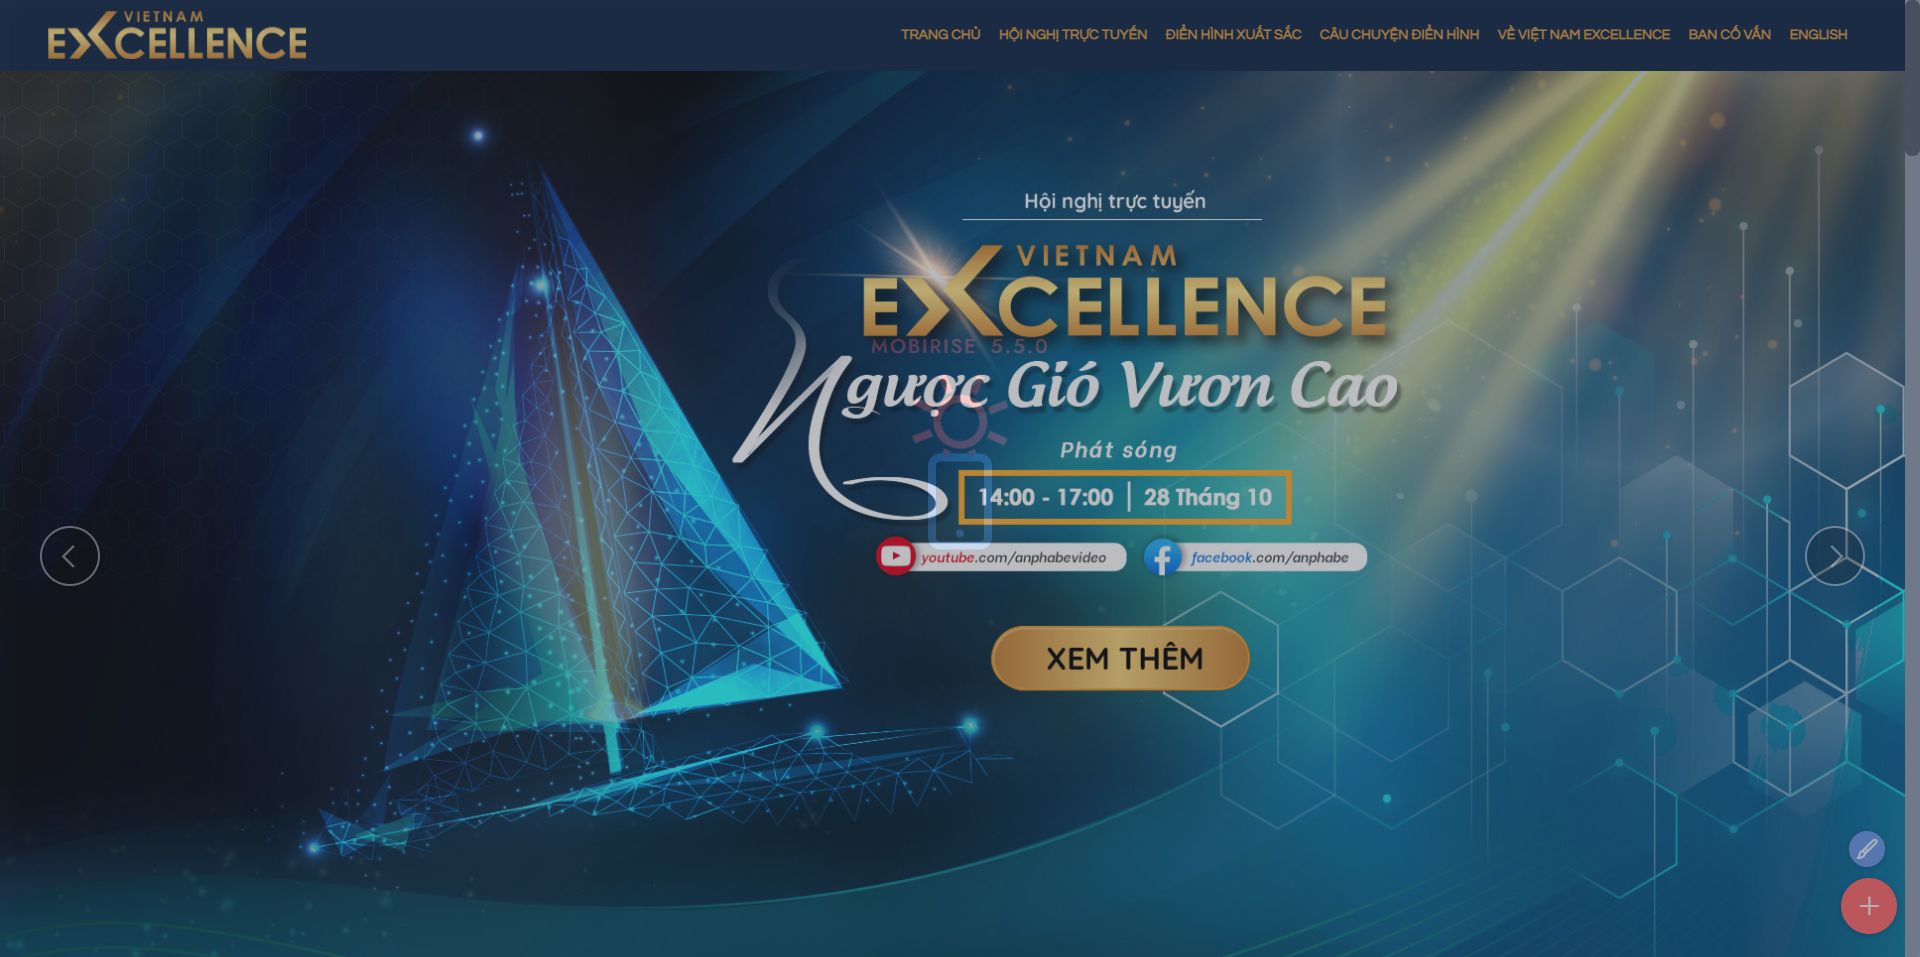 VIETNAM
EXCELLENCE
TRANG CHỦ HỘI NGHỊ TRỰC TUYẾN ĐIỂN HÌNH XUẤT SẮC CÂU CHUYỆN ĐIỂN HÌNH VỀ VIỆT NAM EXCELLENCE BAN CỐ VẤN ENGLISH
Hội nghị trực tuyến
VIETNAM
EXCELLENCE
MOBIRISE 5.5.0
Ngược Gió Vươn Cao
Phát sóng
14:00 - 17:00 | 28 Tháng 10
youtube.com/anphabevideo facebook.com/anphabe
XEM THÊM